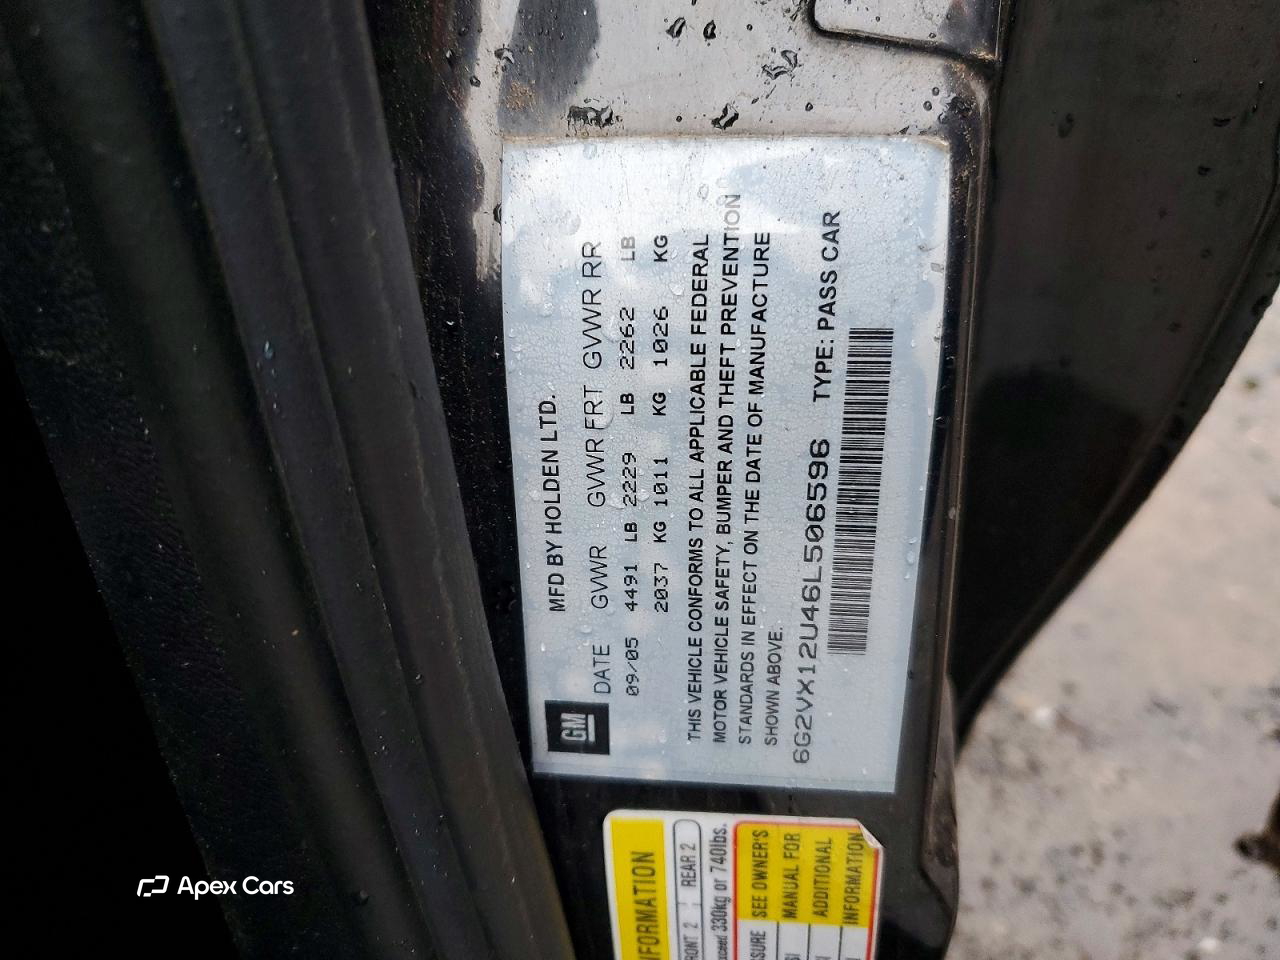 GM
MFD BY HOLDEN LTD.
DATE GVWR GVWR FRT GVWR RR
09/05 4491 LB 2229 LB 2262 LB
2037 KG 1011 KG 1026 KG
THIS VEHICLE CONFORMS TO ALL APPLICABLE FEDERAL
MOTOR VEHICLE SAFETY, BUMPER AND THEFT PREVENTION
STANDARDS IN EFFECT ON THE DATE OF MANUFACTURE
SHOWN ABOVE.
6G2VX12U46L506596 TYPE: PASS CAR
REAR 2
330kg or 740lbs.
SEE OWNER'S
MANUAL FOR
ADDITIONAL
INFORMATION
Apex Cars